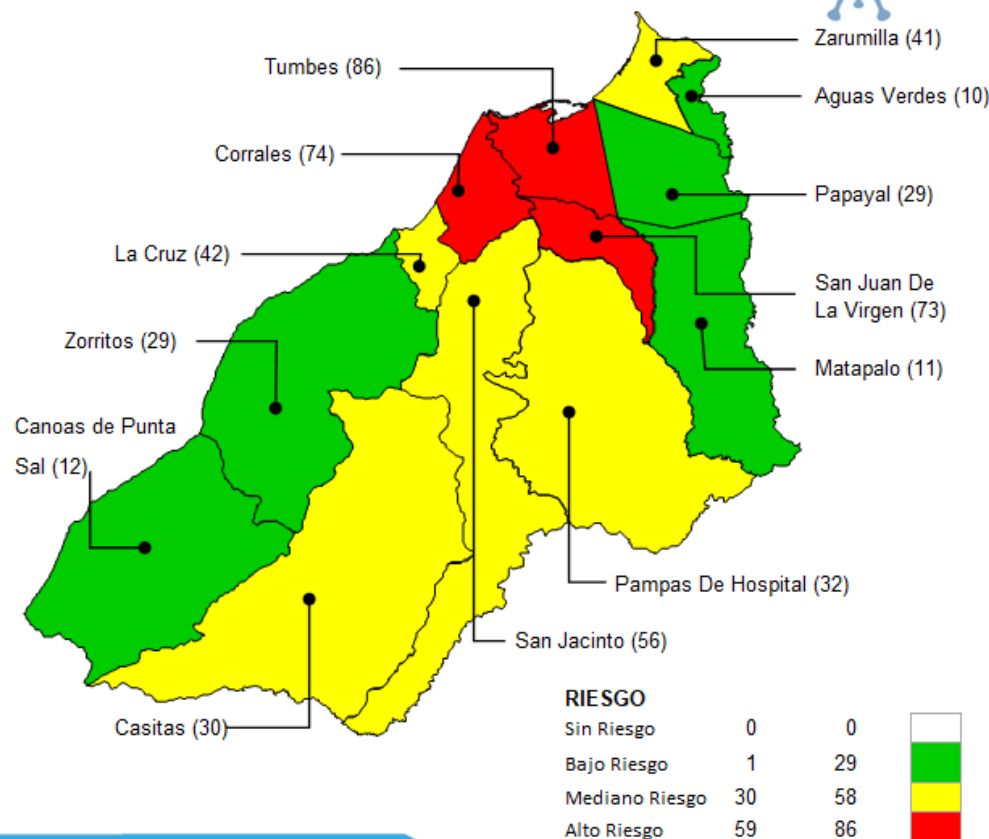 Zarumilla (41)
Tumbes (86)
Aguas Verdes (10)
Corrales (74)
Papayal (29)
La Cruz (42)
San Juan De
La Virgen (73)
Zorritos (29)
Matapalo (11)
Canoas de Punta
Sal (12)
Pampas De Hospital (32)
San Jacinto (56)
Casitas (30)
RIESGO
Sin Riesgo 0 0
Bajo Riesgo 1 29
Mediano Riesgo 30 58
Alto Riesgo 59 86